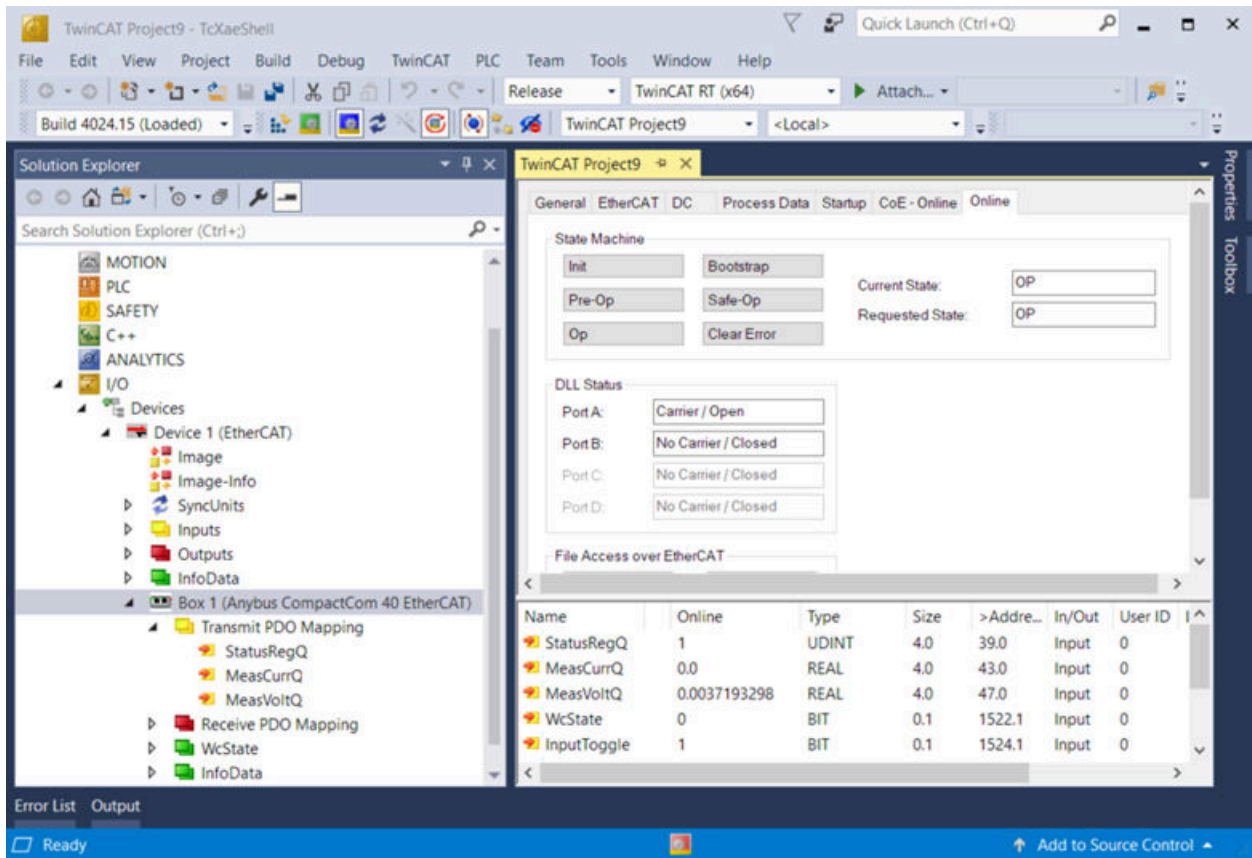 TwinCAT Project9 - TcXaeShell
Quick Launch (Ctrl+Q)
File Edit View Project Build Debug TwinCAT PLC Team Tools Window Help
Release TwinCAT RT (x64) Attach...
Build 4024.15 (Loaded) TwinCAT Project9 <Local>
Solution Explorer
Search Solution Explorer (Ctrl+;)
MOTION
PLC
SAFETY
C++
ANALYTICS
I/O
Devices
Device 1 (EtherCAT)
Image
Image-Info
SyncUnits
Inputs
Outputs
InfoData
Box 1 (Anybus CompactCom 40 EtherCAT)
Transmit PDO Mapping
StatusRegQ
MeasCurrQ
MeasVoltQ
Receive PDO Mapping
WcState
InfoData
TwinCAT Project9
General EtherCAT DC Process Data Startup CoE - Online Online
State Machine
Init Bootstrap
Pre-Op Safe-Op
Op Clear Error
Current State: OP
Requested State: OP
DLL Status
Port A: Carrier / Open
Port B: No Carrier / Closed
Port C: No Carrier / Closed
Port D: No Carrier / Closed
File Access over EtherCAT
Name Online Type Size >Addre... In/Out User ID
StatusRegQ 1 UDINT 4.0 39.0 Input 0
MeasCurrQ 0.0 REAL 4.0 43.0 Input 0
MeasVoltQ 0.0037193298 REAL 4.0 47.0 Input 0
WcState 0 BIT 0.1 1522.1 Input 0
InputToggle 1 BIT 0.1 1524.1 Input 0
Properties
Toolbox
Error List Output
Ready
Add to Source Control